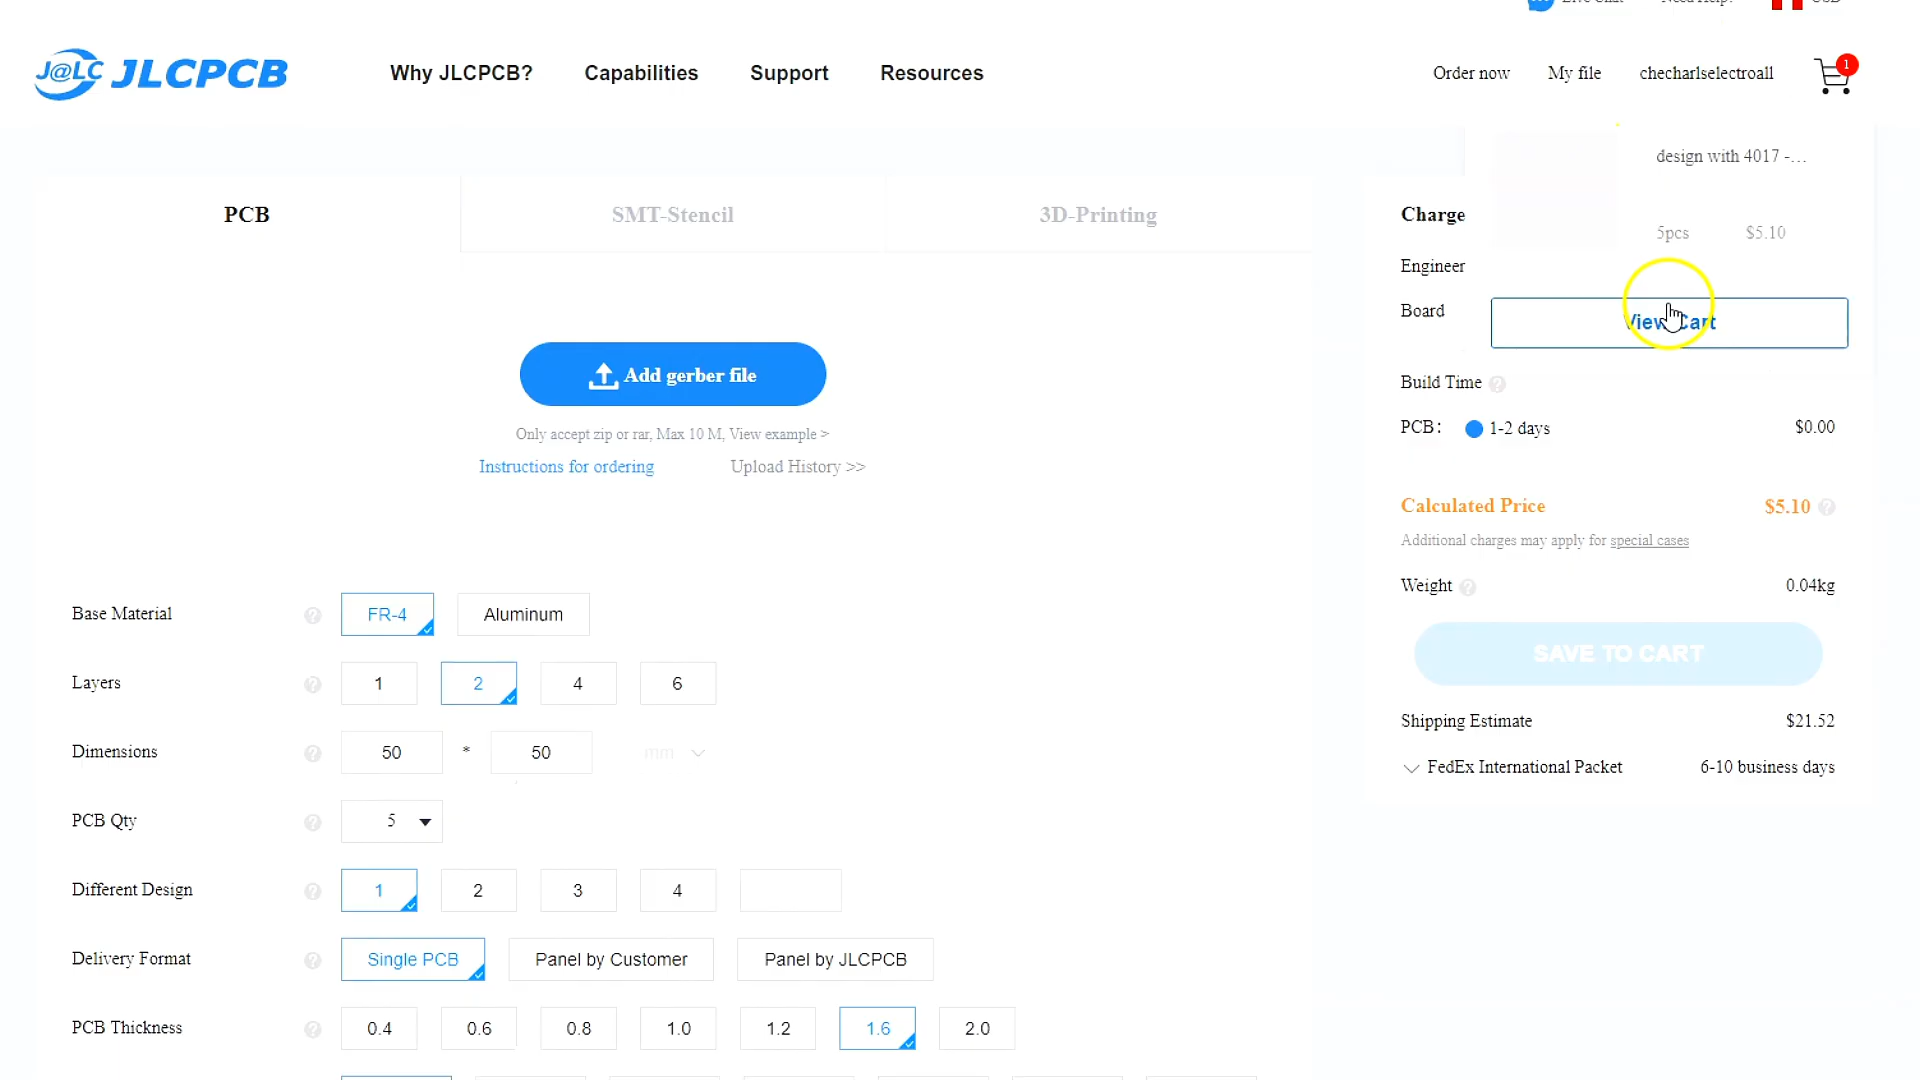 J@LC JLCPCB
Why JLCPCB?
Capabilities
Support
Resources
Order now
My file
checharlselectroall
1
PCB
SMT-Stencil
3D-Printing
Add gerber file
Only accept zip or rar, Max 10 M, View example >
Instructions for ordering
Upload History >>
Base Material
FR-4
Aluminum
Layers
1
2
4
6
Dimensions
50 * 50 mm
PCB Qty
5
Different Design
1
2
3
4
Delivery Format
Single PCB
Panel by Customer
Panel by JLCPCB
PCB Thickness
0.4
0.6
0.8
1.0
1.2
1.6
2.0
design with 4017 -...
5pcs $5.10
View Cart
Charge
Engineer
Board
Build Time
PCB: 1-2 days $0.00
Calculated Price $5.10
Additional charges may apply for special cases
Weight 0.04kg
SAVE TO CART
Shipping Estimate $21.52
FedEx International Packet 6-10 business days